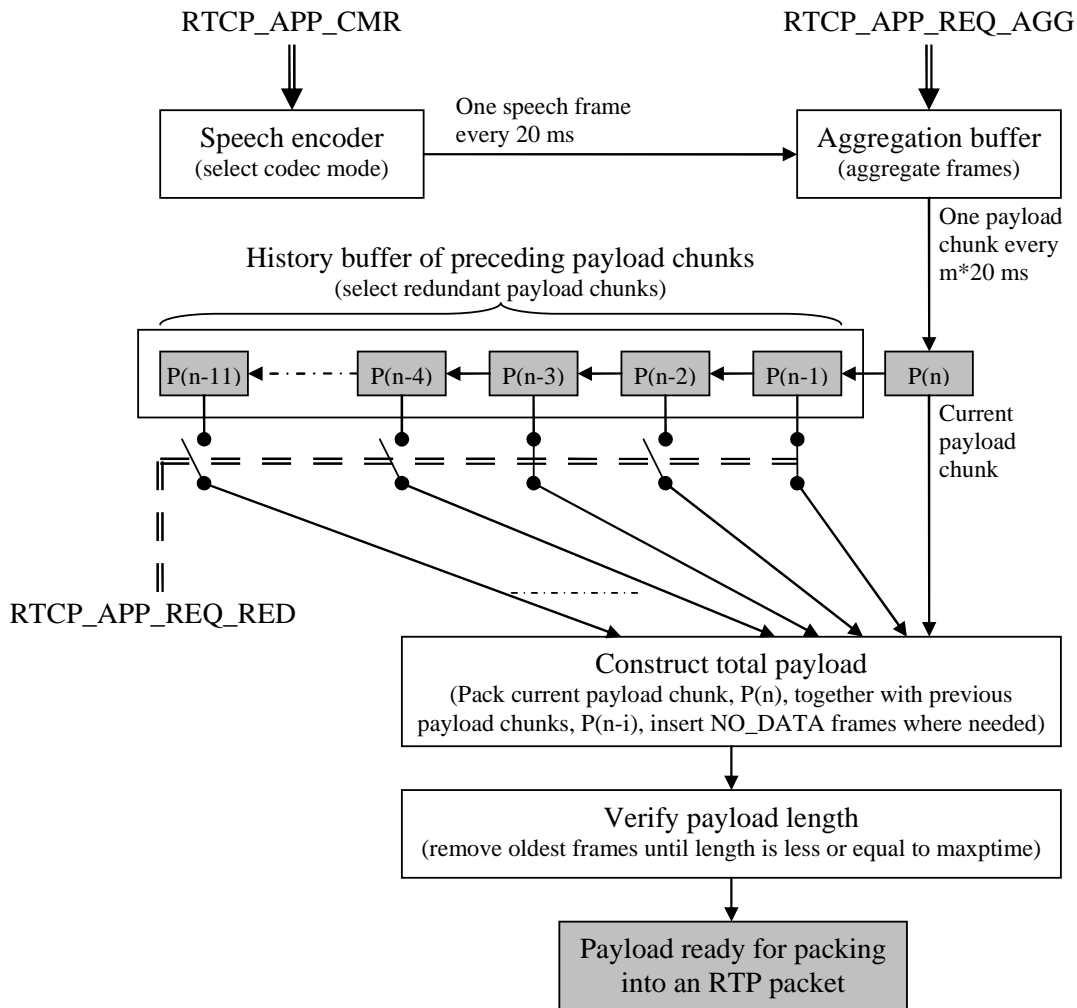 RTCP_APP_CMR
RTCP_APP_REQ_AGG
Speech encoder
(select codec mode)
One speech frame
every 20 ms
Aggregation buffer
(aggregate frames)
One payload
chunk every
m*20 ms
History buffer of preceding payload chunks
(select redundant payload chunks)
P(n-11)
P(n-4)
P(n-3)
P(n-2)
P(n-1)
P(n)
Current
payload
chunk
RTCP_APP_REQ_RED
Construct total payload
(Pack current payload chunk, P(n), together with previous
payload chunks, P(n-i), insert NO_DATA frames where needed)
Verify payload length
(remove oldest frames until length is less or equal to maxptime)
Payload ready for packing
into an RTP packet